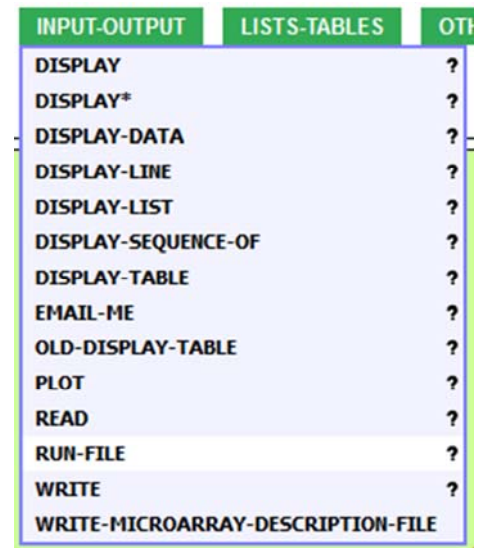 INPUT-OUTPUT LISTS-TABLES OTH
DISPLAY ?
DISPLAY* ?
DISPLAY-DATA ?
DISPLAY-LINE ?
DISPLAY-LIST ?
DISPLAY-SEQUENCE-OF ?
DISPLAY-TABLE ?
EMAIL-ME ?
OLD-DISPLAY-TABLE ?
PLOT ?
READ ?
RUN-FILE ?
WRITE ?
WRITE-MICROARRAY-DESCRIPTION-FILE